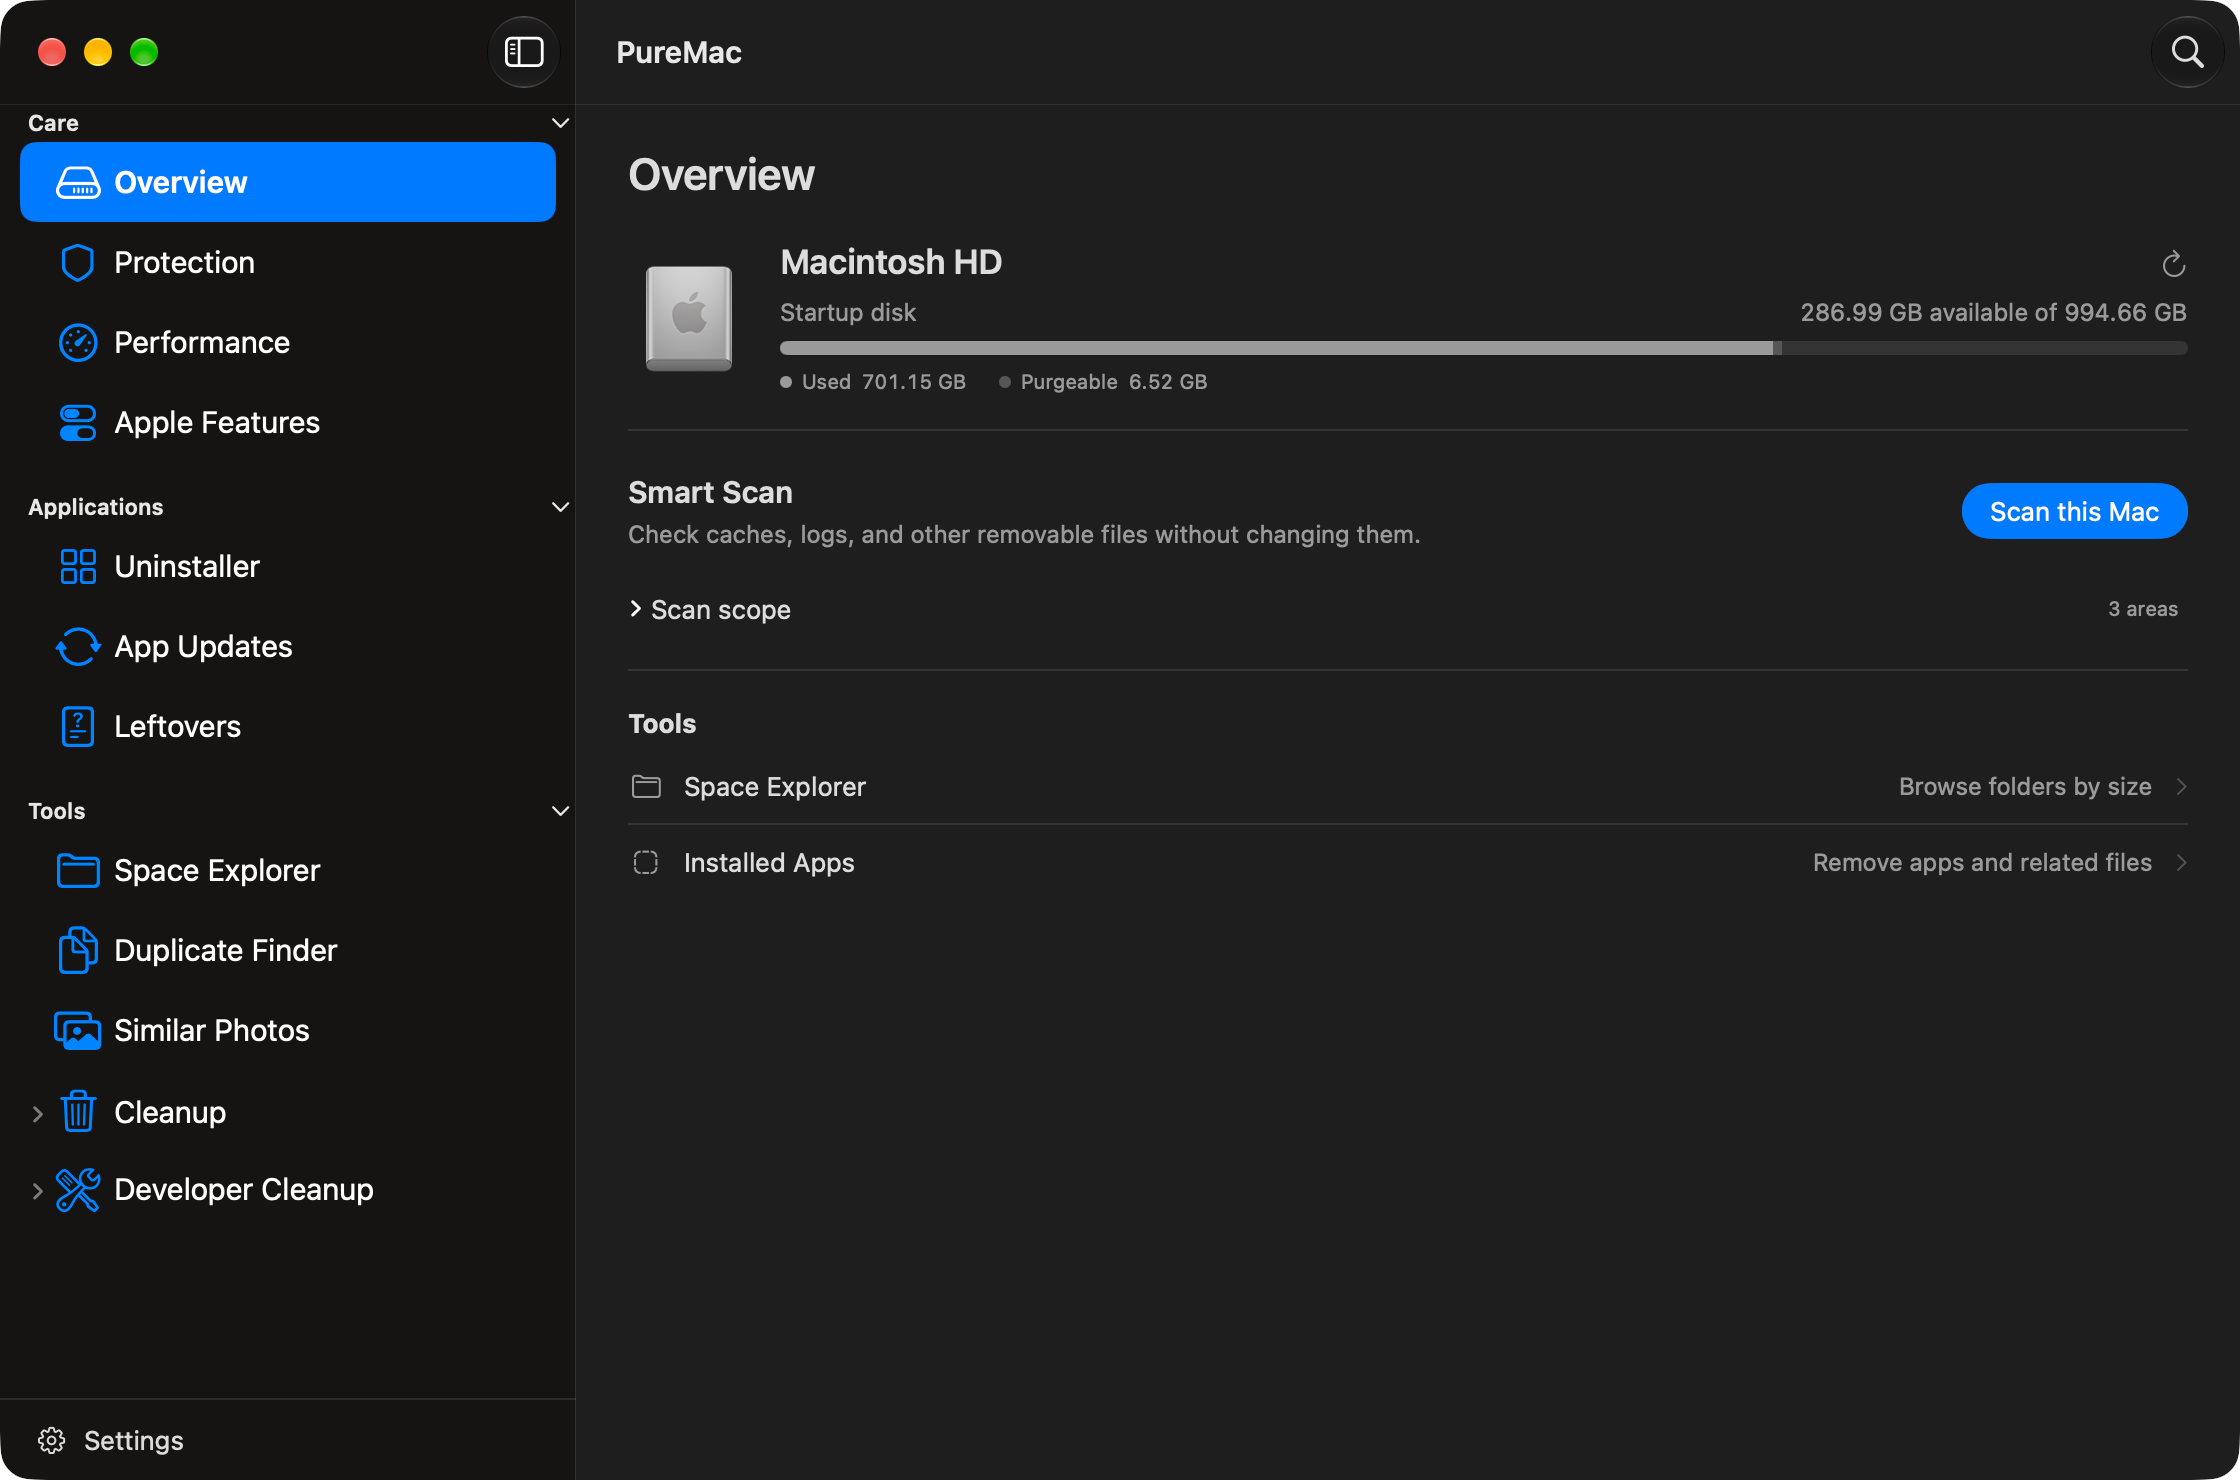 PureMac
Care
Overview
Protection
Performance
Apple Features
Applications
Uninstaller
App Updates
Leftovers
Tools
Space Explorer
Duplicate Finder
Similar Photos
Cleanup
Developer Cleanup
Settings
Overview
Macintosh HD
Startup disk
286.99 GB available of 994.66 GB
Used 701.15 GB
Purgeable 6.52 GB
Smart Scan
Check caches, logs, and other removable files without changing them.
Scan this Mac
Scan scope
3 areas
Tools
Space Explorer
Browse folders by size
Installed Apps
Remove apps and related files